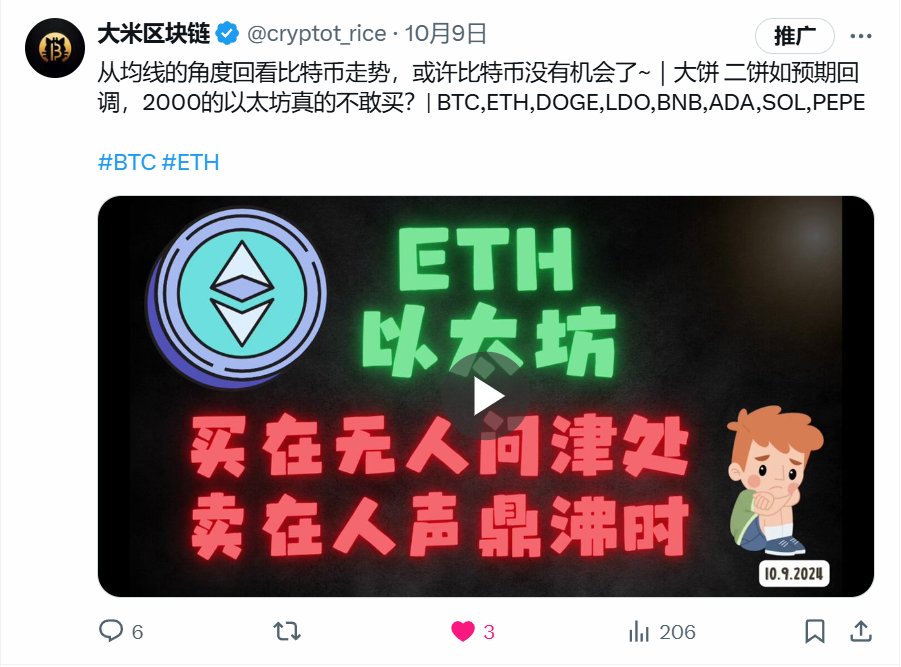 大米区块链 @cryptot_rice · 10月9日
推广
从均线的角度回看比特币走势，或许比特币没有机会了~ | 大饼 二饼如预期回
调，2000的以太坊真的不敢买？| BTC,ETH,DOGE,LDO,BNB,ADA,SOL,PEPE
#BTC #ETH
ETH
以太坊
买在无人问津处
卖在人声鼎沸时
10.9.2024
6
3
206